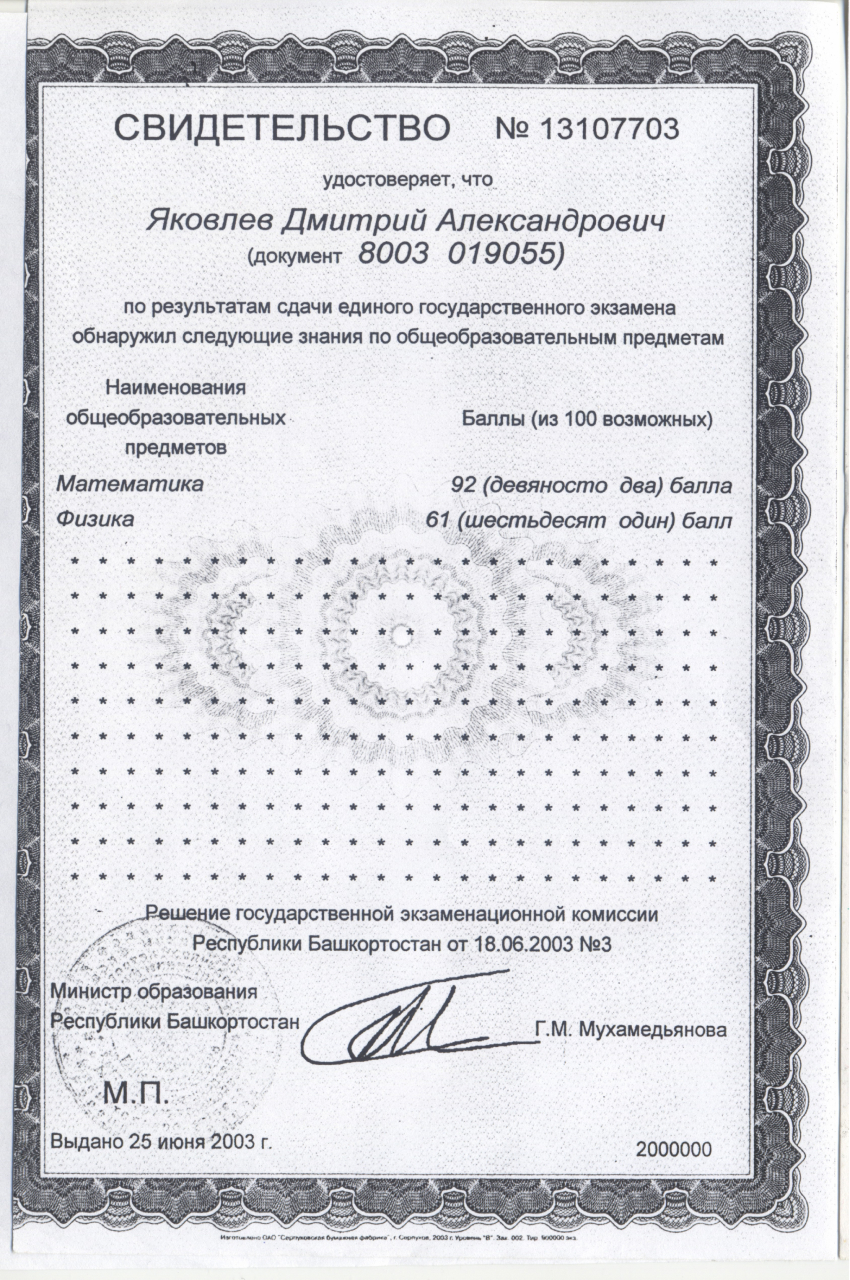 СВИДЕТЕЛЬСТВО № 13107703
удостоверяет, что
Яковлев Дмитрий Александрович
(документ 8003 019055)
по результатам сдачи единого государственного экзамена
обнаружил следующие знания по общеобразовательным предметам
Наименования
общеобразовательных
предметов
Баллы (из 100 возможных)
Математика 92 (девяносто два) балла
Физика 61 (шестьдесят один) балл
Решение государственной экзаменационной комиссии
Республики Башкортостан от 18.06.2003 №3
Министр образования
Республики Башкортостан
Г.М. Мухамедьянова
М.П.
Выдано 25 июня 2003 г.
2000000
Изготовлено ОАО "Серпуховская бумажная фабрика", г. Серпухов, 2003 г. Уровень "В". Зак. 002. Тир. 900000 экз.